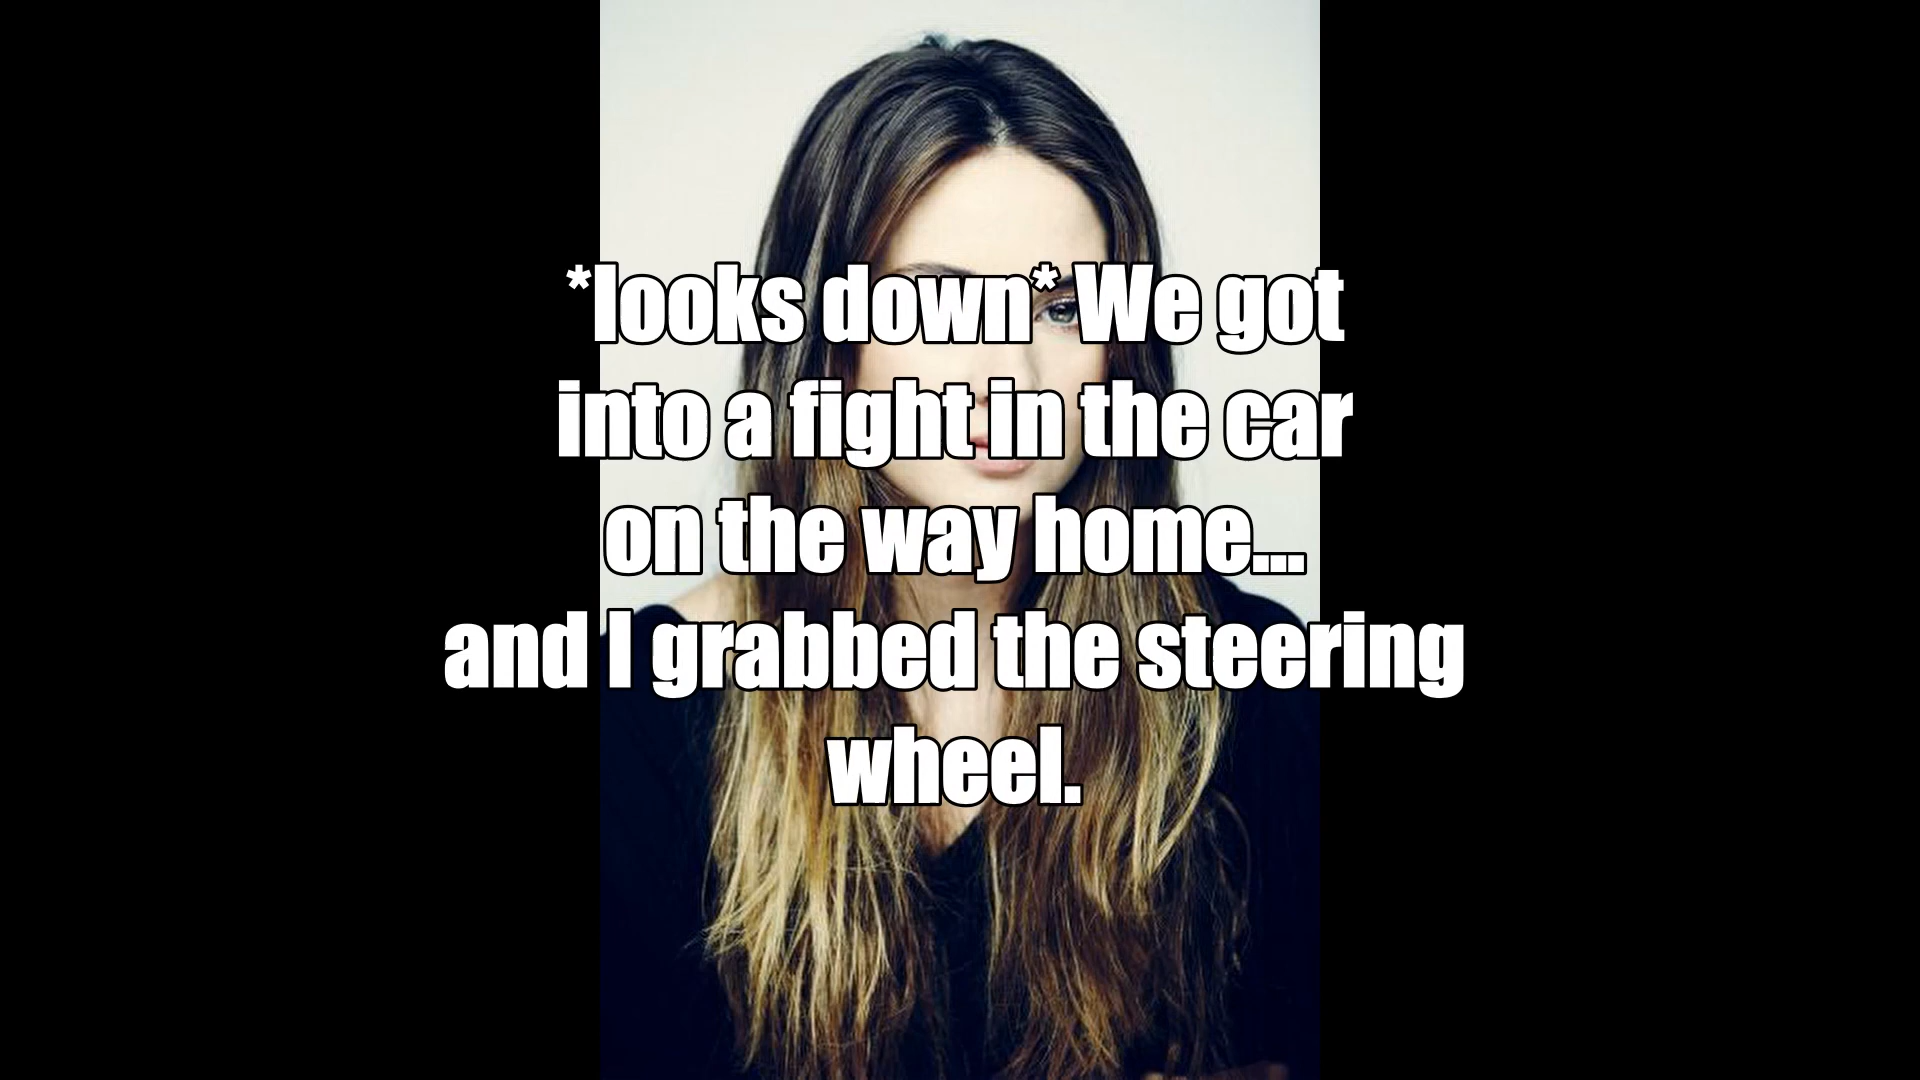 *looks down* We got
into a fight in the car
on the way home...
and I grabbed the steering
wheel.